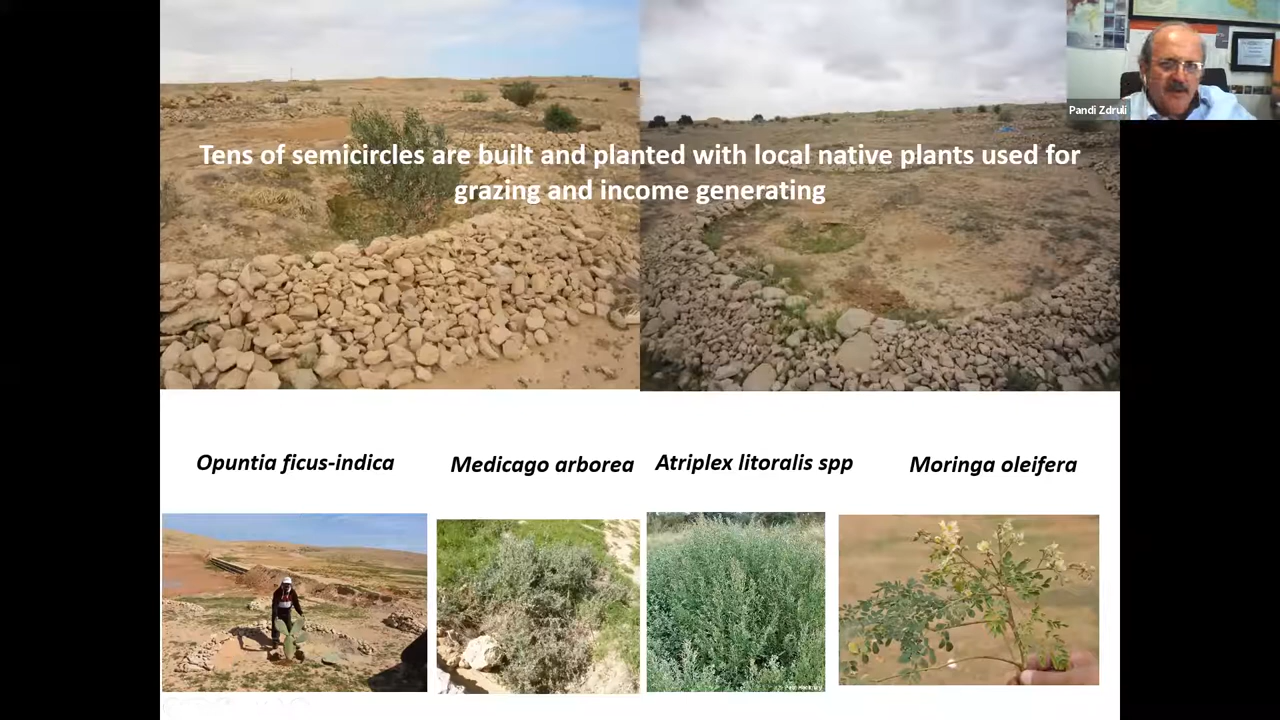 Pandi Zdruli
Tens of semicircles are built and planted with local native plants used for
grazing and income generating
Opuntia ficus-indica
Medicago arborea
Atriplex litoralis spp
Moringa oleifera